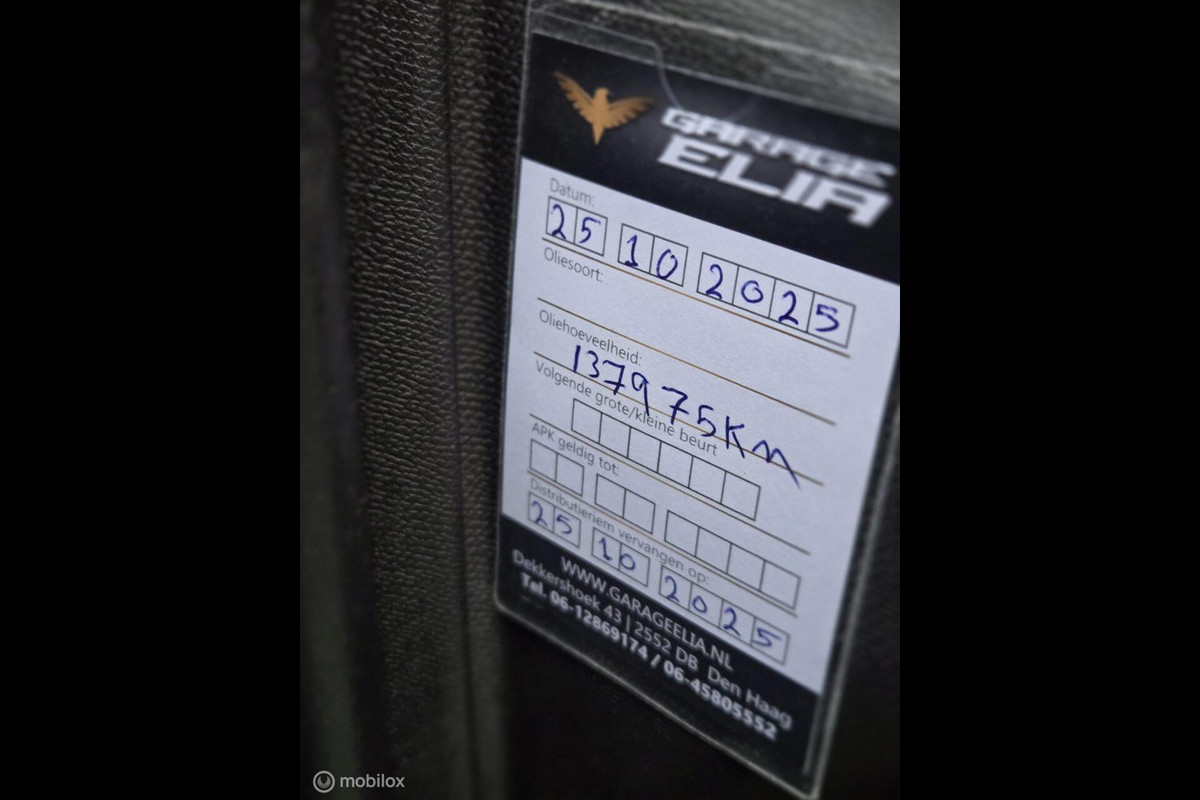 GARAGE
ELIA
Datum:
25 10 2025
Oliesoort:
Oliehoeveelheid:
137975KM
Volgende grote/kleine beurt
APK geldig tot:
Distributieriem vervangen op:
25 10 2025
WWW.GARAGEELIA.NL
Dekkershoek 43 | 2552 DB Den Haag
Tel. 06-12869174 / 06-45805552
mobilox